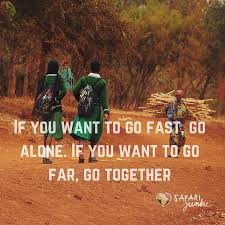 If you want to go fast, go
alone. If you want to go
far, go together
SAFARI
junkie